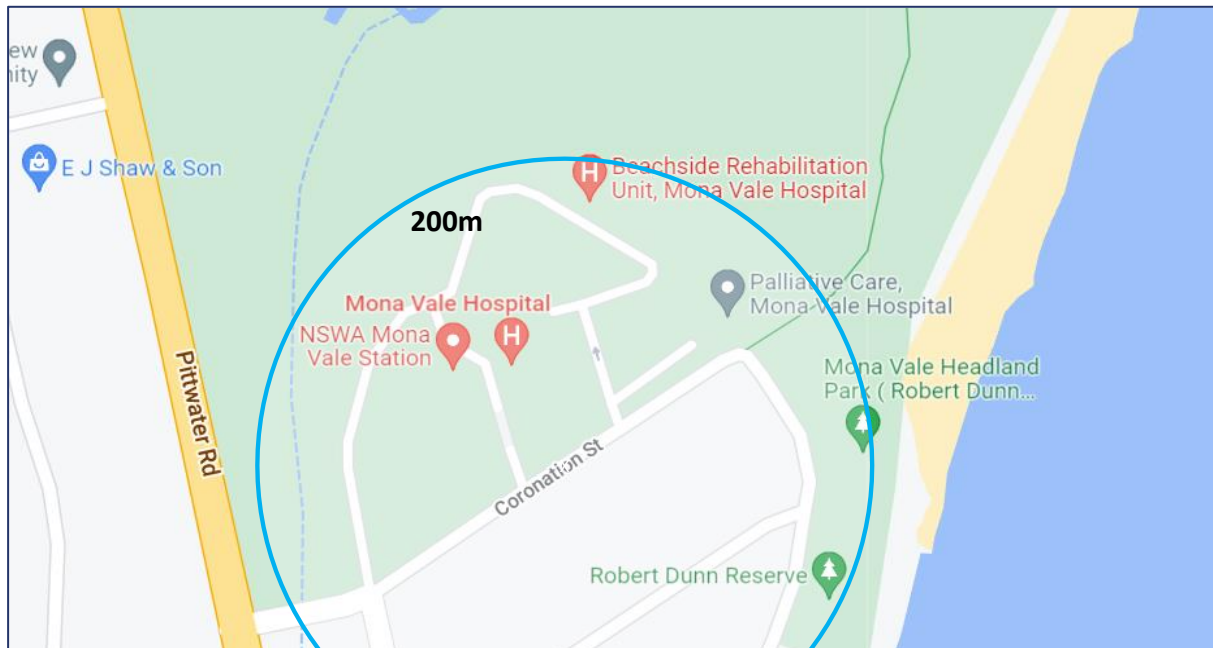 ew
nity
E J Shaw & Son
Beachside Rehabilitation
Unit, Mona Vale Hospital
200m
Palliative Care,
Mona Vale Hospital
Mona Vale Hospital
H
H
NSWA Mona
Vale Station
Pittwater Rd
Mona Vale Headland
Park ( Robert Dunn...
Coronation St
Robert Dunn Reserve